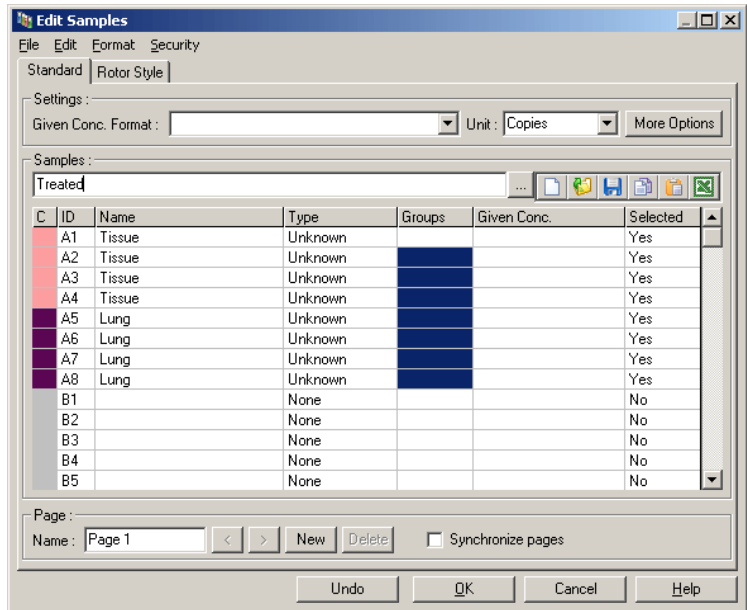 Edit Samples
File Edit Format Security
Standard Rotor Style
Settings :
Given Conc. Format : Unit : Copies More Options
Samples :
Treated ...
C ID Name Type Groups Given Conc. Selected
A1 Tissue Unknown Yes
A2 Tissue Unknown Yes
A3 Tissue Unknown Yes
A4 Tissue Unknown Yes
A5 Lung Unknown Yes
A6 Lung Unknown Yes
A7 Lung Unknown Yes
A8 Lung Unknown Yes
B1 None No
B2 None No
B3 None No
B4 None No
B5 None No
Page :
Name : Page 1 < > New Delete Synchronize pages
Undo OK Cancel Help